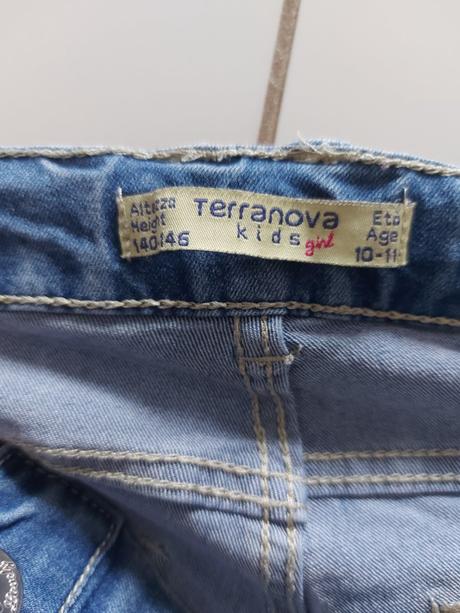 Altezza
Height
140/146
Terranova
kids girl
Età
Age
10-11